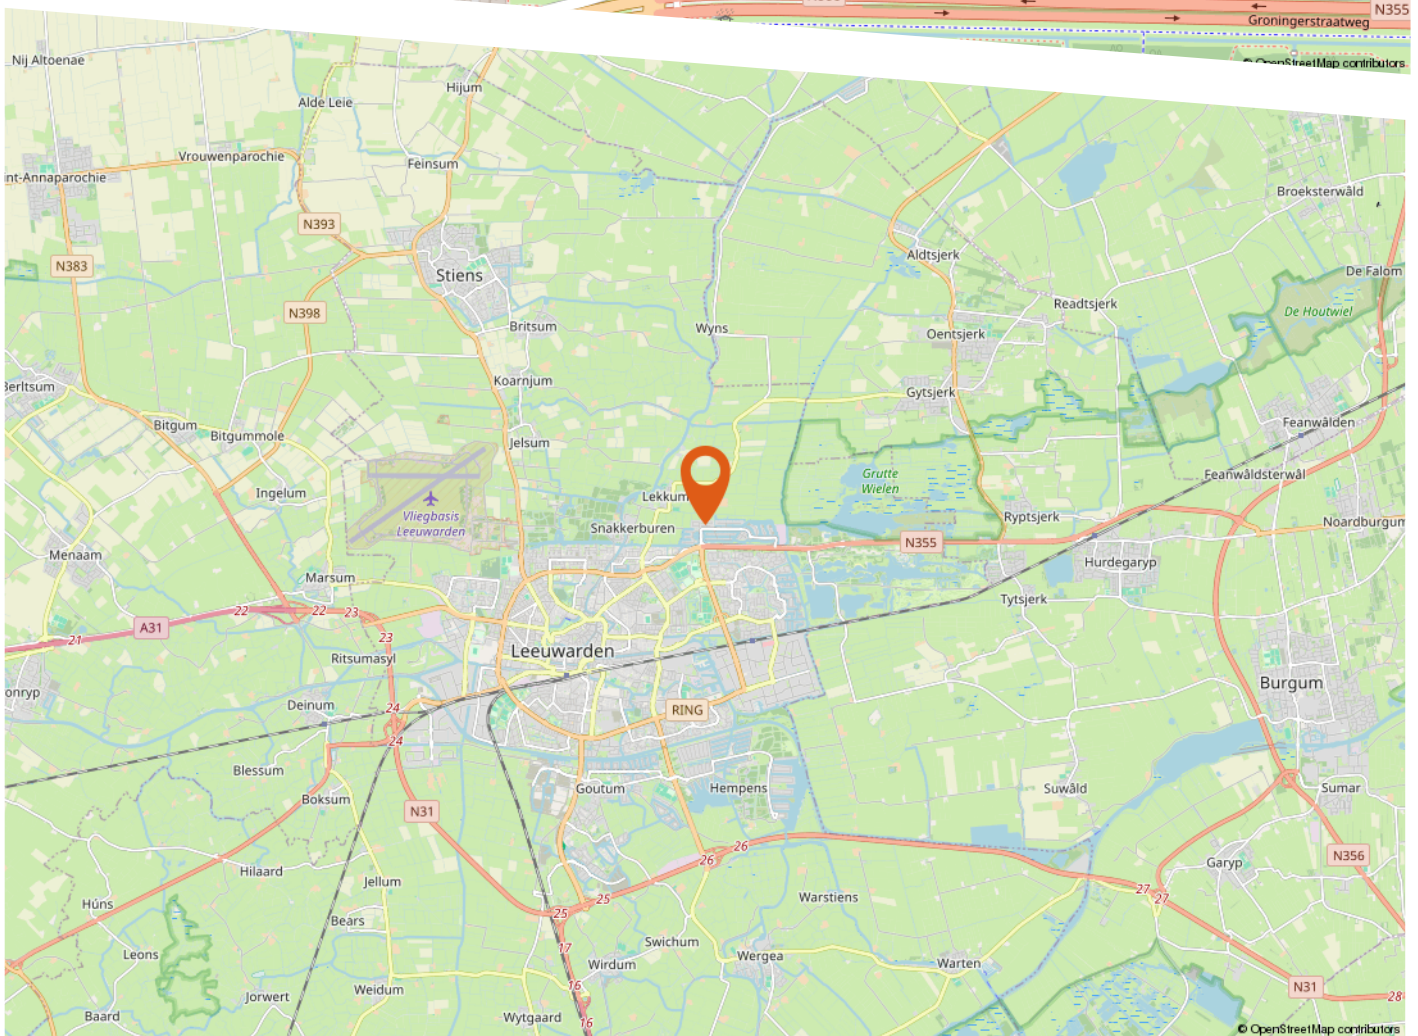 N355
Groningerstraatweg
© OpenStreetMap contributors
Nij Altoenae
Hijum
Alde Leie
Vrouwenparochie
Feinsum
nt-Annaparochie
Broeksterwâld
N393
N383
Stiens
Aldtsjerk
De Falom
N398
Readtsjerk
De Houtwiel
Britsum
Wyns
Oentsjerk
Koarnjum
Berltsum
Gytsjerk
Bitgum
Bitgummole
Jelsum
Feanwâlden
Grutte
Wielen
Feanwâldsterwâl
Ingelum
Lekkum
Vliegbasis
Leeuwarden
Snakkerburen
Ryptsjerk
Noardburgum
N355
Menaam
Hurdegaryp
Marsum
Tytsjerk
22
22
23
A31
21
23
Leeuwarden
Ritsumasyl
onryp
Burgum
Deinum
24
RING
24
Blessum
Goutum
Hempens
Suwâld
Sumar
Boksum
N31
26
26
N356
Garyp
Hilaard
Jellum
27
27
Warstiens
Húns
25
25
Bears
17
Swichum
Leons
Wergea
Wirdum
Warten
16
N31
Weidum
Jorwert
28
Baard
Wytgaard
16
© OpenStreetMap contributors